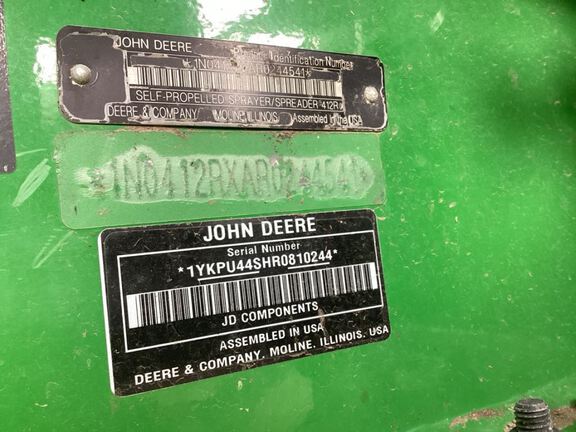 JOHN DEERE
Product Identification Number
SELF-PROPELLED SPRAYER/SPREADER 412R
DEERE & COMPANY MOLINE, ILLINOIS Assembled in the USA
*1N0412RXAR0244541*
JOHN DEERE
Serial Number
*1YKPU44SHR0810244*
JD COMPONENTS
ASSEMBLED IN USA
DEERE & COMPANY, MOLINE, ILLINOIS, USA